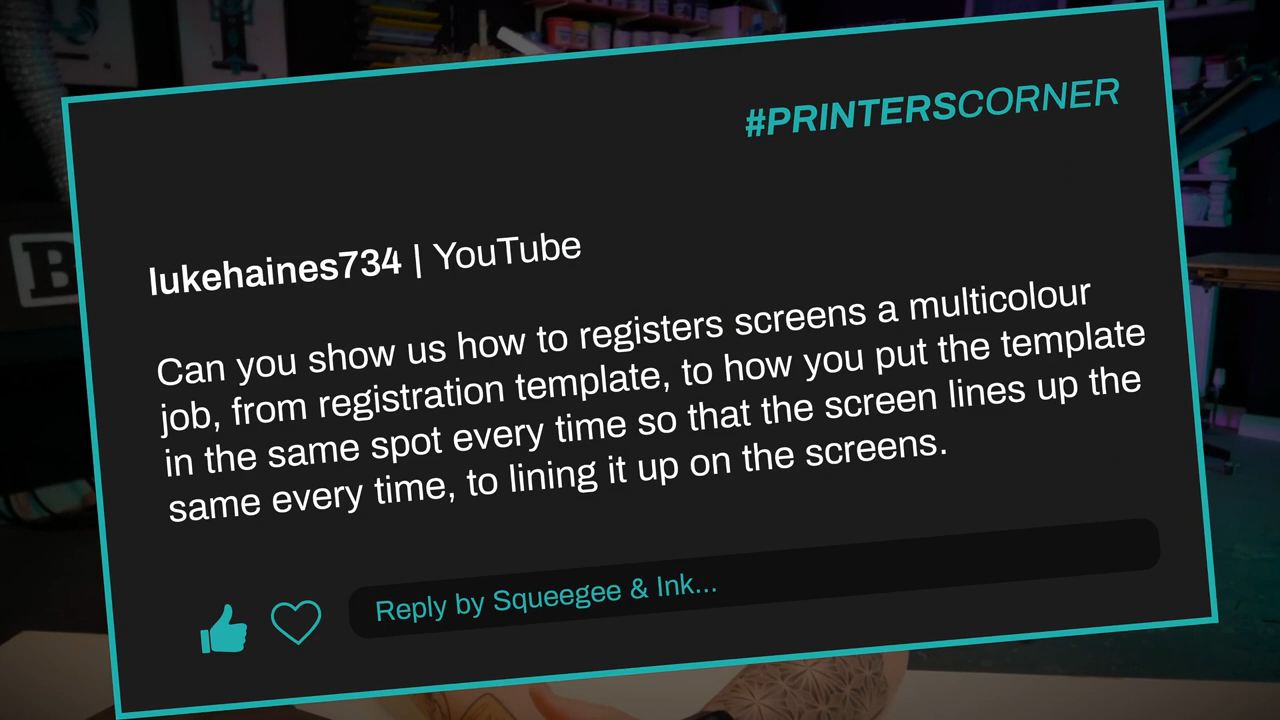 #PRINTERSCORNER
lukehaines734 | YouTube
Can you show us how to registers screens a multicolour
job, from registration template, to how you put the template
in the same spot every time so that the screen lines up the
same every time, to lining it up on the screens.
Reply by Squeegee & Ink...
B